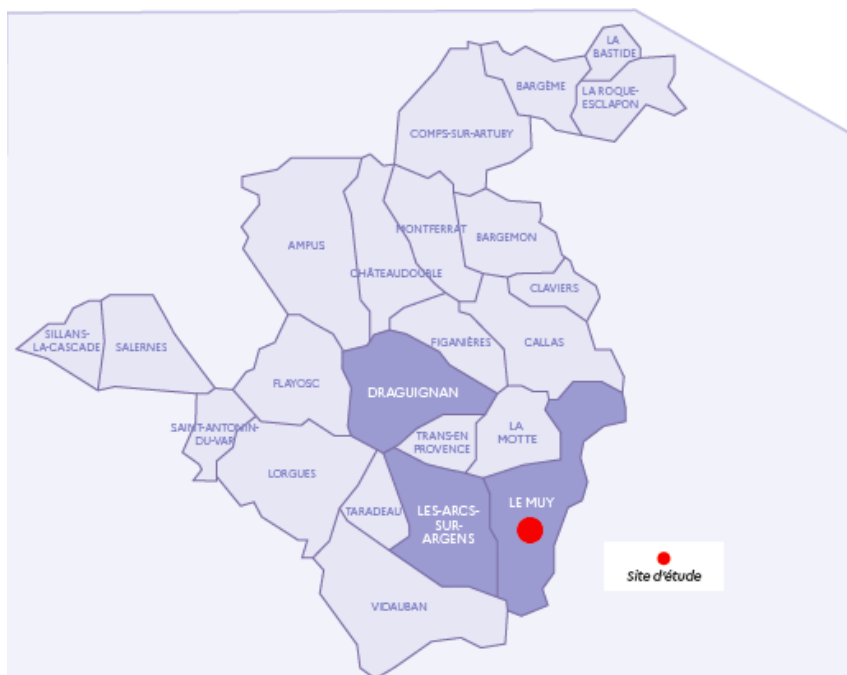 LA
BASTIDE
BARGÈME
LA ROQUE-
ESCLAPON
COMPS-SUR-ARTUBY
MONTFERRAT
BARGEMON
AMPUS
CHÂTEAUDOUBLE
CLAVIERS
SILLANS-
LA-CASCADE
SALERNES
FIGANIÈRES
CALLAS
FLAYOSC
DRAGUIGNAN
SAINT-ANTONIN-
DU-VAR
TRANS-EN
PROVENCE
LA
MOTTE
LORGUES
TARADEAU
LES-ARCS-
SUR-
ARGENS
LE MUY
VIDAUBAN
Site d'étude